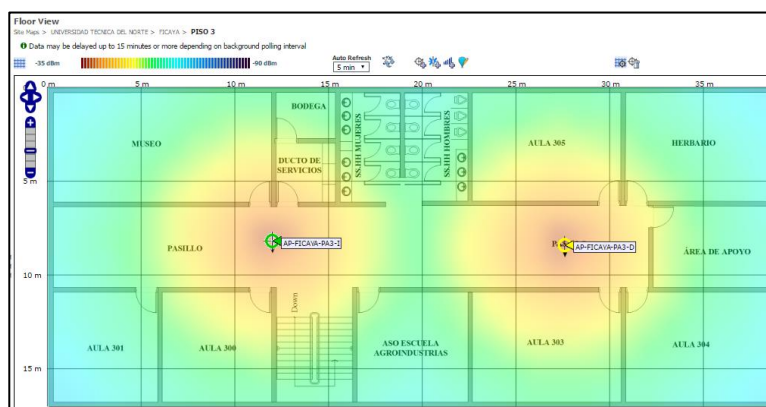 Floor View
Site Maps > UNIVERSIDAD TECNICA DEL NORTE > FICAYA > PISO 3
Data may be delayed up to 15 minutes or more depending on background polling interval
-35 dBm -90 dBm Auto Refresh
5 min
0 m 5 m 10 m 15 m 20 m 25 m 30 m 35 m
BODEGA
MUSEO
SS.HH MUJERES
SS.HH HOMBRES
AULA 305
HERBARIO
DUCTO DE
SERVICIOS
5 m
PASILLO
AP-FICAYA-PA3-I
AP-FICAYA-PA3-D
ÁREA DE APOYO
10 m
Down
AULA 301
AULA 300
ASO ESCUELA
AGROINDUSTRIAS
AULA 303
AULA 304
15 m